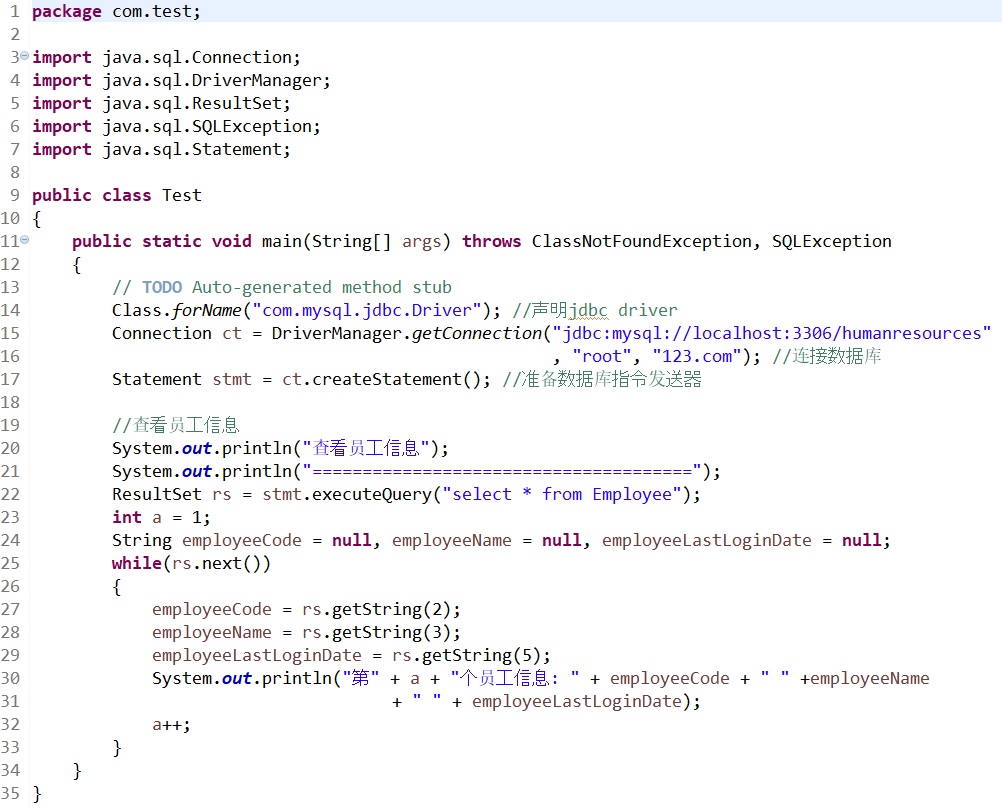 1 package com.test;
2
3 import java.sql.Connection;
4 import java.sql.DriverManager;
5 import java.sql.ResultSet;
6 import java.sql.SQLException;
7 import java.sql.Statement;
8
9 public class Test
10 {
11     public static void main(String[] args) throws ClassNotFoundException, SQLException
12     {
13         // TODO Auto-generated method stub
14         Class.forName("com.mysql.jdbc.Driver"); //声明jdbc driver
15         Connection ct = DriverManager.getConnection("jdbc:mysql://localhost:3306/humanresources"
16                                                     , "root", "123.com"); //连接数据库
17         Statement stmt = ct.createStatement(); //准备数据库指令发送器
18
19         //查看员工信息
20         System.out.println("查看员工信息");
21         System.out.println("======================================");
22         ResultSet rs = stmt.executeQuery("select * from Employee");
23         int a = 1;
24         String employeeCode = null, employeeName = null, employeeLastLoginDate = null;
25         while(rs.next())
26         {
27             employeeCode = rs.getString(2);
28             employeeName = rs.getString(3);
29             employeeLastLoginDate = rs.getString(5);
30             System.out.println("第" + a + "个员工信息: " + employeeCode + " " +employeeName
31                                     + " " + employeeLastLoginDate);
32             a++;
33         }
34     }
35 }